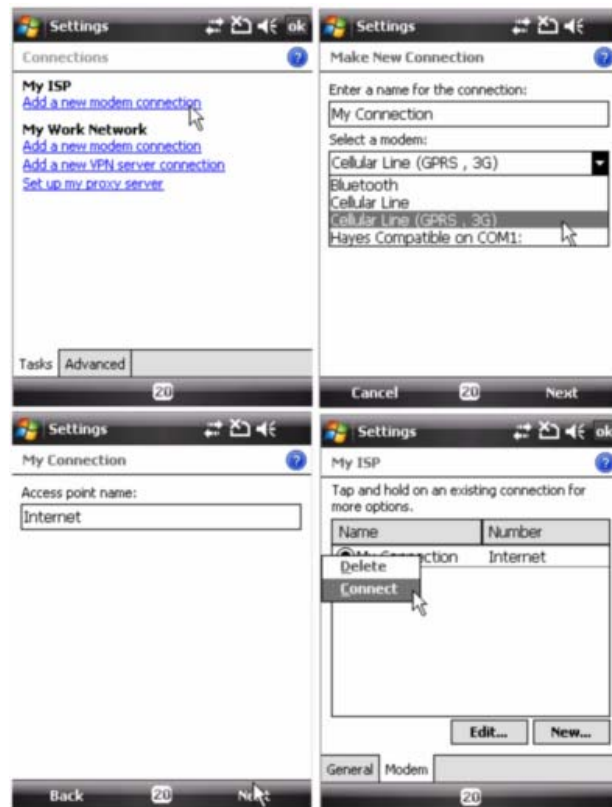 Settings
ok
Connections
?
My ISP
Add a new modem connection
My Work Network
Add a new modem connection
Add a new VPN server connection
Set up my proxy server
Tasks
Advanced
20
Settings
Make New Connection
?
Enter a name for the connection:
My Connection
Select a modem:
Cellular Line (GPRS , 3G)
Bluetooth
Cellular Line
Cellular Line (GPRS , 3G)
Hayes Compatible on COM1:
Cancel
20
Next
Settings
My Connection
?
Access point name:
Internet
Back
20
Next
Settings
ok
My ISP
?
Tap and hold on an existing connection for
more options.
Name
Number
My Connection
Internet
Delete
Connect
Edit...
New...
General
Modem
20